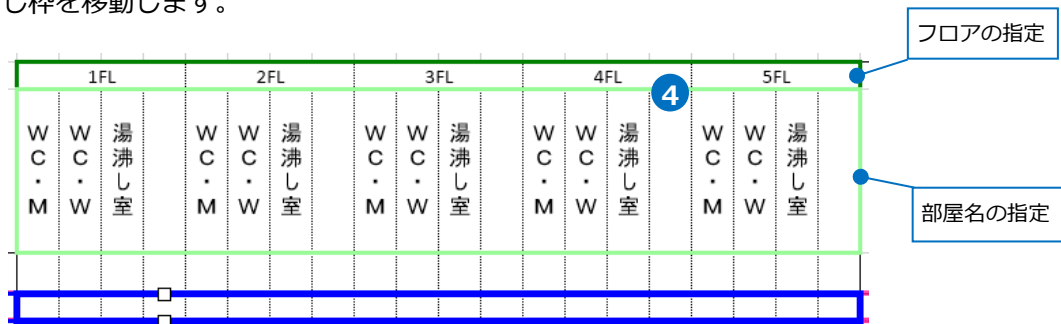 し枠を移動します。
フロアの指定
1FL 2FL 3FL 4FL 5FL
4
WC・M WC・W 湯沸し室 WC・M WC・W 湯沸し室 WC・M WC・W 湯沸し室 WC・M WC・W 湯沸し室 WC・M WC・W 湯沸し室
部屋名の指定